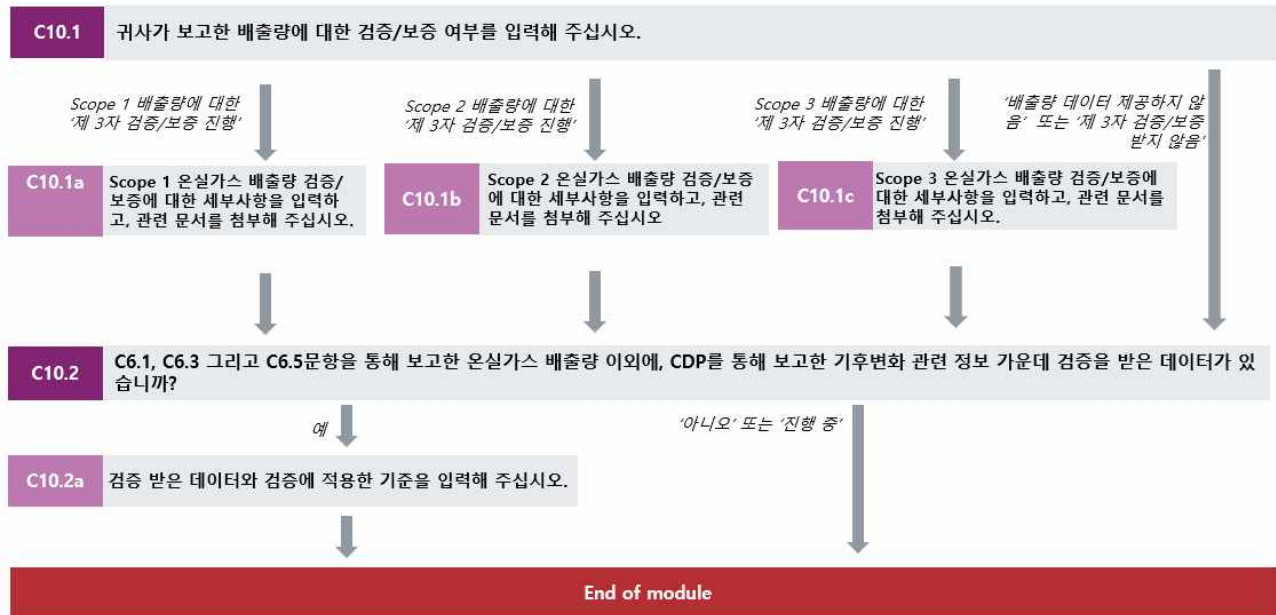 C10.1
귀사가 보고한 배출량에 대한 검증/보증 여부를 입력해 주십시오.
Scope 1 배출량에 대한
'제 3자 검증/보증 진행'
Scope 2 배출량에 대한
'제 3자 검증/보증 진행'
Scope 3 배출량에 대한
'제 3자 검증/보증 진행'
'배출량 데이터 제공하지 않
음' 또는 '제 3자 검증/보증
받지 않음'
C10.1a
Scope 1 온실가스 배출량 검증/
보증에 대한 세부사항을 입력하
고, 관련 문서를 첨부해 주십시오.
C10.1b
Scope 2 온실가스 배출량 검증/보증
에 대한 세부사항을 입력하고, 관련
문서를 첨부해 주십시오
C10.1c
Scope 3 온실가스 배출량 검증/보증에
대한 세부사항을 입력하고, 관련 문서를
첨부해 주십시오.
C10.2
C6.1, C6.3 그리고 C6.5문항을 통해 보고한 온실가스 배출량 이외에, CDP를 통해 보고한 기후변화 관련 정보 가운데 검증을 받은 데이터가 있
습니까?
예
'아니오' 또는 '진행 중'
C10.2a
검증 받은 데이터와 검증에 적용한 기준을 입력해 주십시오.
End of module